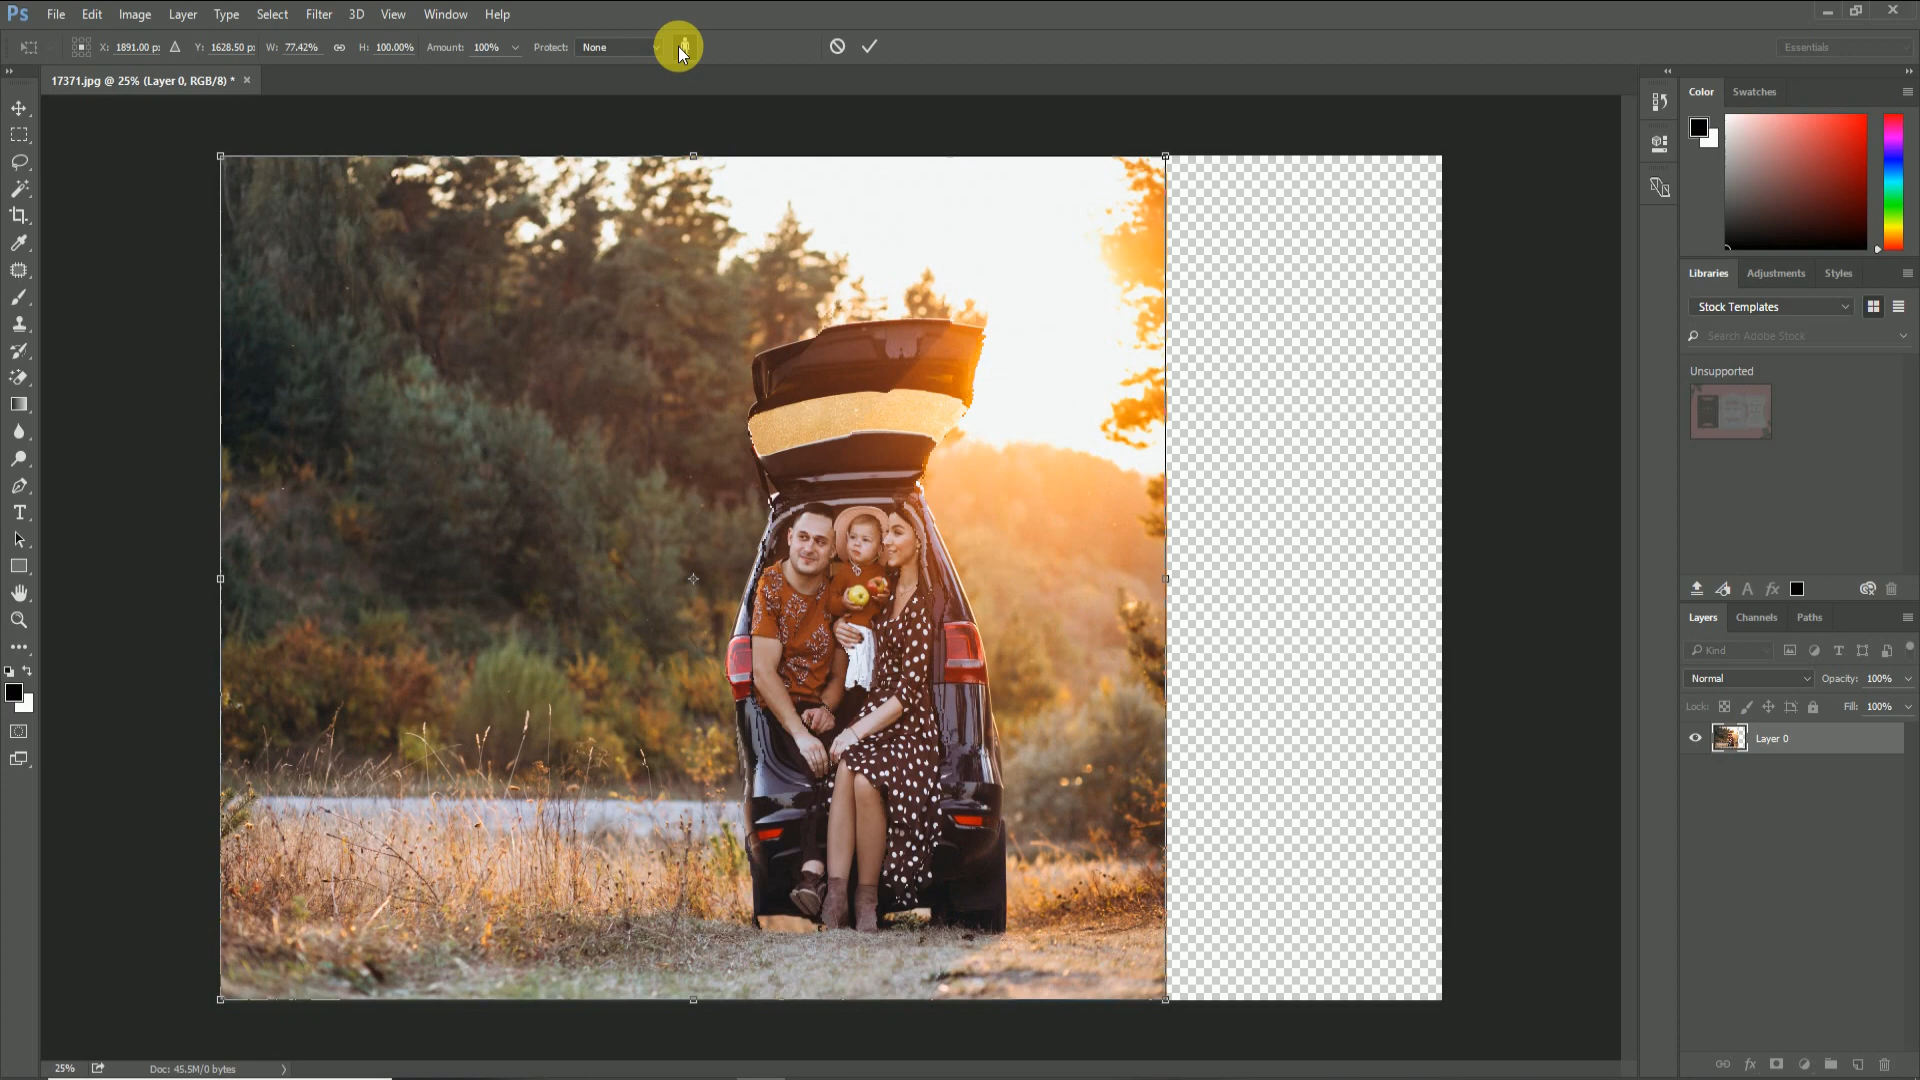 Ps File Edit Image Layer Type Select Filter 3D View Window Help
X: 1891.00 p: Y: 1628.50 p: W: 77.42% H: 100.00% Amount: 100% Protect: None Essentials
17371.jpg @ 25% (Layer 0, RGB/8) * ×
Color Swatches
Libraries Adjustments Styles
Stock Templates
Search Adobe Stock
Unsupported
Layers Channels Paths
Kind
Normal Opacity: 100%
Lock: Fill: 100%
Layer 0
25% Doc: 45.5M/0 bytes